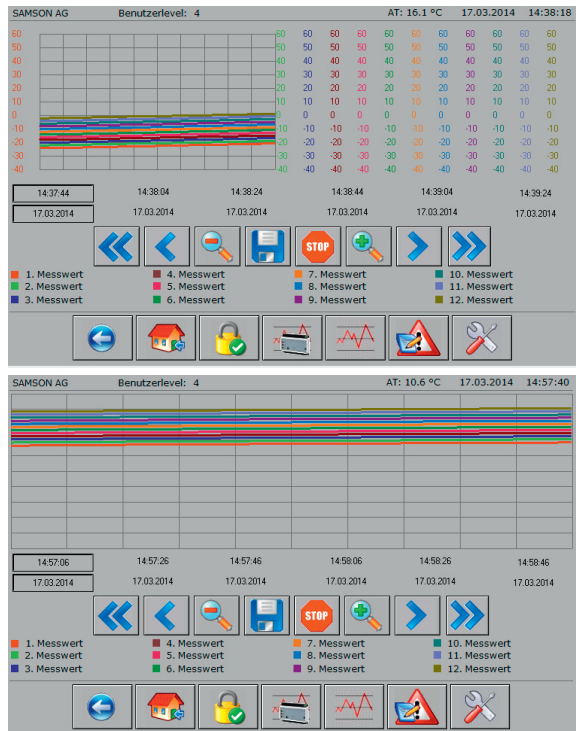 SAMSON AG Benutzerlevel: 4 AT: 16.1 °C 17.03.2014 14:38:18
60 60 60 60 60 60 60 60 60 60 60 60
50 50 50 50 50 50 50 50 50 50 50 50
40 40 40 40 40 40 40 40 40 40 40 40
30 30 30 30 30 30 30 30 30 30 30 30
20 20 20 20 20 20 20 20 20 20 20 20
10 10 10 10 10 10 10 10 10 10 10 10
0 0 0 0 0 0 0 0 0 0 0 0
-10 -10 -10 -10 -10 -10 -10 -10 -10 -10 -10 -10
-20 -20 -20 -20 -20 -20 -20 -20 -20 -20 -20 -20
-30 -30 -30 -30 -30 -30 -30 -30 -30 -30 -30 -30
-40 -40 -40 -40 -40 -40 -40 -40 -40 -40 -40 -40
14:37:44 14:38:04 14:38:24 14:38:44 14:39:04 14:39:24
17.03.2014 17.03.2014 17.03.2014 17.03.2014 17.03.2014 17.03.2014
STOP
1. Messwert 4. Messwert 7. Messwert 10. Messwert
2. Messwert 5. Messwert 8. Messwert 11. Messwert
3. Messwert 6. Messwert 9. Messwert 12. Messwert
SAMSON AG Benutzerlevel: 4 AT: 10.6 °C 17.03.2014 14:57:40
14:57:06 14:57:26 14:57:46 14:58:06 14:58:26 14:58:46
17.03.2014 17.03.2014 17.03.2014 17.03.2014 17.03.2014 17.03.2014
STOP
1. Messwert 4. Messwert 7. Messwert 10. Messwert
2. Messwert 5. Messwert 8. Messwert 11. Messwert
3. Messwert 6. Messwert 9. Messwert 12. Messwert